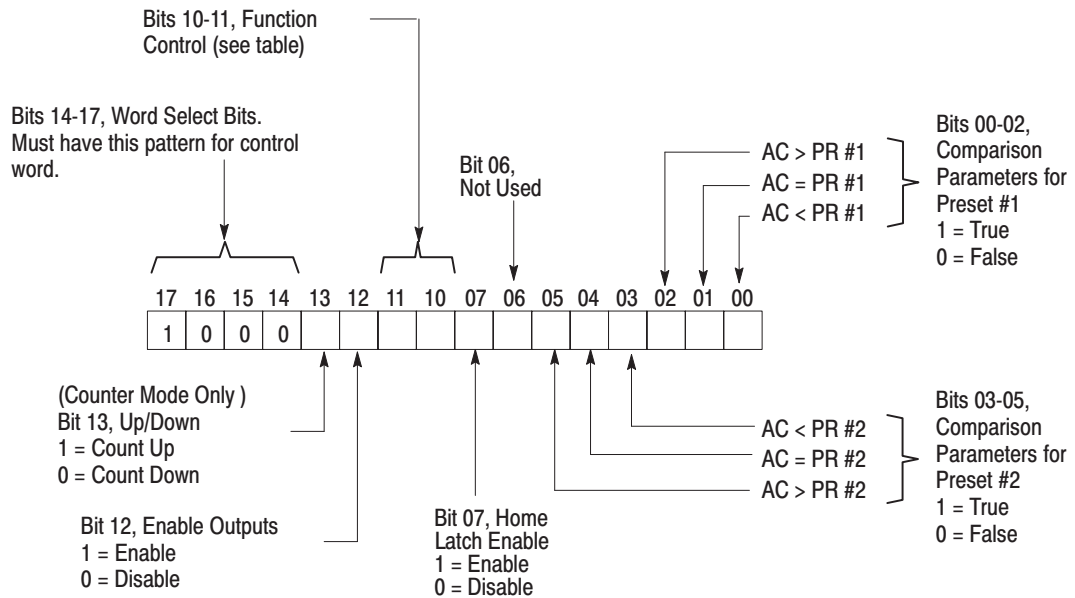 Bits 10-11, Function
Control (see table)
Bits 14-17, Word Select Bits.
Must have this pattern for control
word.
Bit 06,
Not Used
AC > PR #1
AC = PR #1
AC < PR #1
Bits 00-02,
Comparison
Parameters for
Preset #1
1 = True
0 = False
17 16 15 14 13 12 11 10 07 06 05 04 03 02 01 00
1 0 0 0
(Counter Mode Only )
Bit 13, Up/Down
1 = Count Up
0 = Count Down
Bit 12, Enable Outputs
1 = Enable
0 = Disable
Bit 07, Home
Latch Enable
1 = Enable
0 = Disable
AC < PR #2
AC = PR #2
AC > PR #2
Bits 03-05,
Comparison
Parameters for
Preset #2
1 = True
0 = False